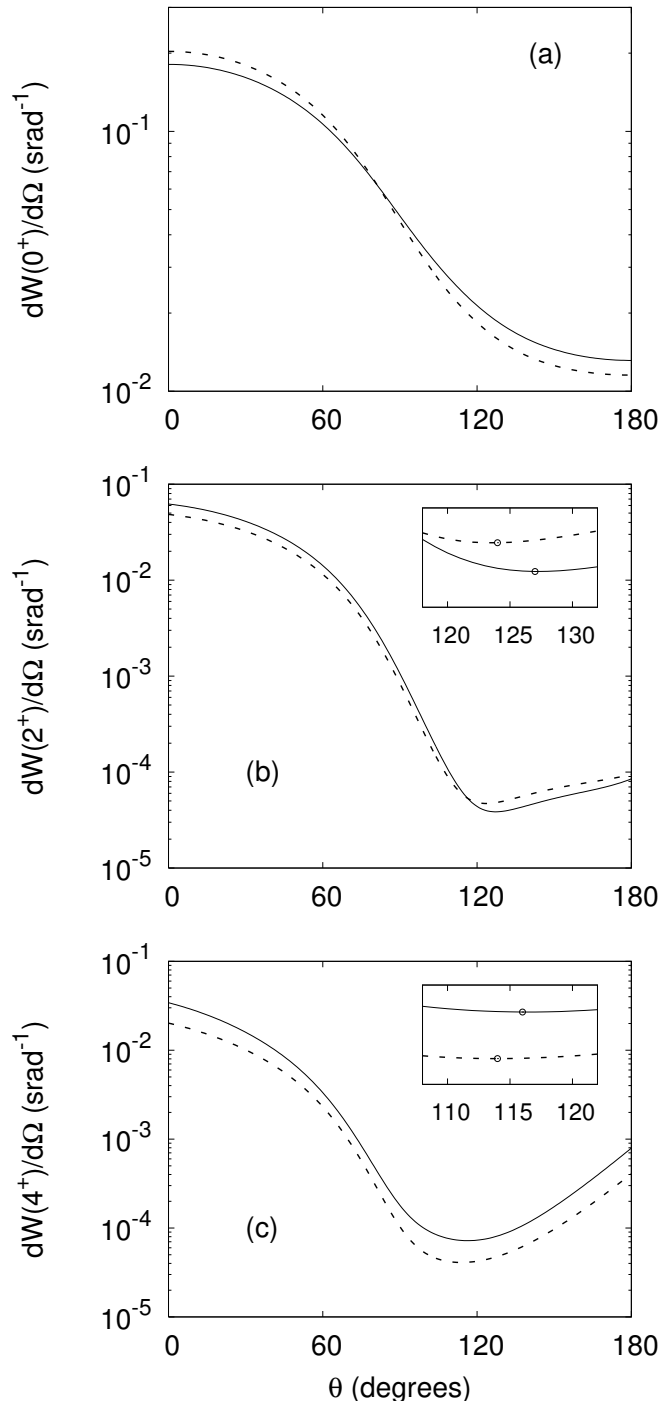 (a)
dW(0⁺)/dΩ (srad⁻¹)
10⁻¹
10⁻²
0 60 120 180
(b)
dW(2⁺)/dΩ (srad⁻¹)
10⁻¹
10⁻²
10⁻³
10⁻⁴
10⁻⁵
120 125 130
0 60 120 180
(c)
dW(4⁺)/dΩ (srad⁻¹)
10⁻¹
10⁻²
10⁻³
10⁻⁴
10⁻⁵
110 115 120
0 60 120 180
θ (degrees)